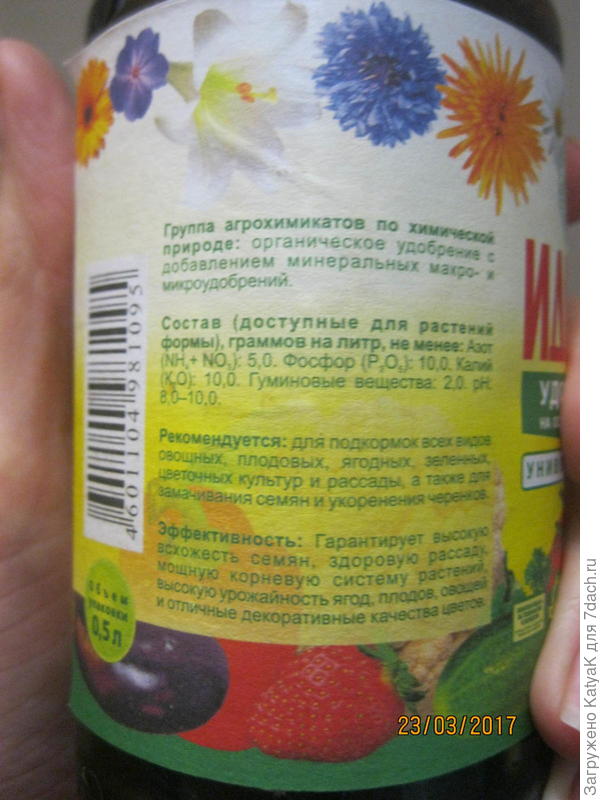 Группа агрохимикатов по химической
природе: органическое удобрение с
добавлением минеральных макро- и
микроудобрений.
Состав (доступные для растений
формы), граммов на литр, не менее: Азот
(NH₄+ NO₃): 5,0. Фосфор (P₂O₅): 10,0. Калий
(K₂O): 10,0. Гуминовые вещества: 2,0. pH:
8,0–10,0.
Рекомендуется: для подкормок всех видов
овощных, плодовых, ягодных, зеленных,
цветочных культур и рассады, а также для
замачивания семян и укоренения черенков.
Эффективность: Гарантирует высокую
всхожесть семян, здоровую рассаду,
мощную корневую систему растений,
высокую урожайность ягод, плодов, овощей
и отличные декоративные качества цветов.
4601104981095
Объем
упаковки
0,5 л
УДО
НА
УНИВ
23/03/2017
Загружено KatyaK для 7dach.ru